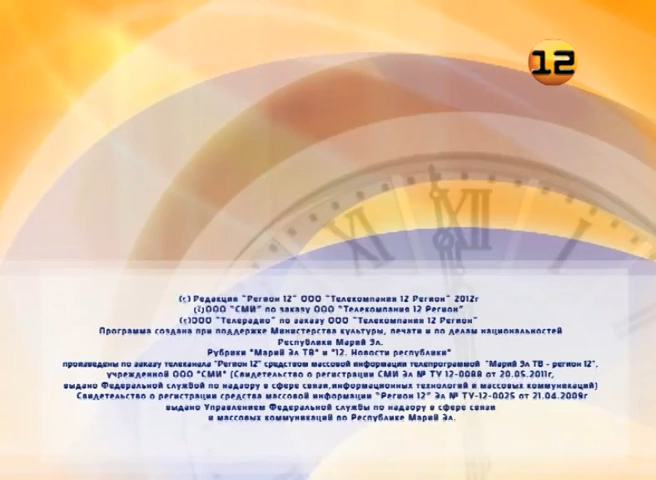 12
XI
XII
I
(с) Редакция "Регион 12" ООО "Телекомпания 12 Регион" 2012г
(с)ООО "СМИ" по заказу ООО "Телекомпания 12 Регион"
(с)ООО "Телерадио" по заказу ООО "Телекомпания 12 Регион"
Программа создана при поддержке Министерства культуры, печати и по делам национальностей
Республики Марий Эл.
Рубрики "Марий Эл ТВ" и "12. Новости республики"
произведены по заказу телеканала "Регион 12" средством массовой информации телепрограммой "Марий Эл ТВ - регион 12",
учрежденной ООО "СМИ" (Свидетельство о регистрации СМИ Эл № ТУ 12-0088 от 20.05.2011г,
выдано Федеральной службой по надзору в сфере связи,информационных технологий и массовых коммуникаций)
Свидетельство о регистрации средства массовой информации "Регион 12" Эл № ТУ-12-0025 от 21.04.2009г
выдано Управлением Федеральной службы по надзору в сфере связи
и массовых коммуникаций по Республике Марий Эл.